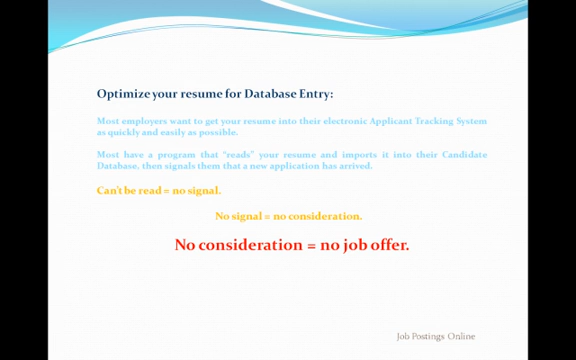 Optimize your resume for Database Entry:
Most employers want to get your resume into their electronic Applicant Tracking System
as quickly and easily as possible.
Most have a program that "reads" your resume and imports it into their Candidate
Database, then signals them that a new application has arrived.
Can't be read = no signal.
No signal = no consideration.
No consideration = no job offer.
Job Postings Online